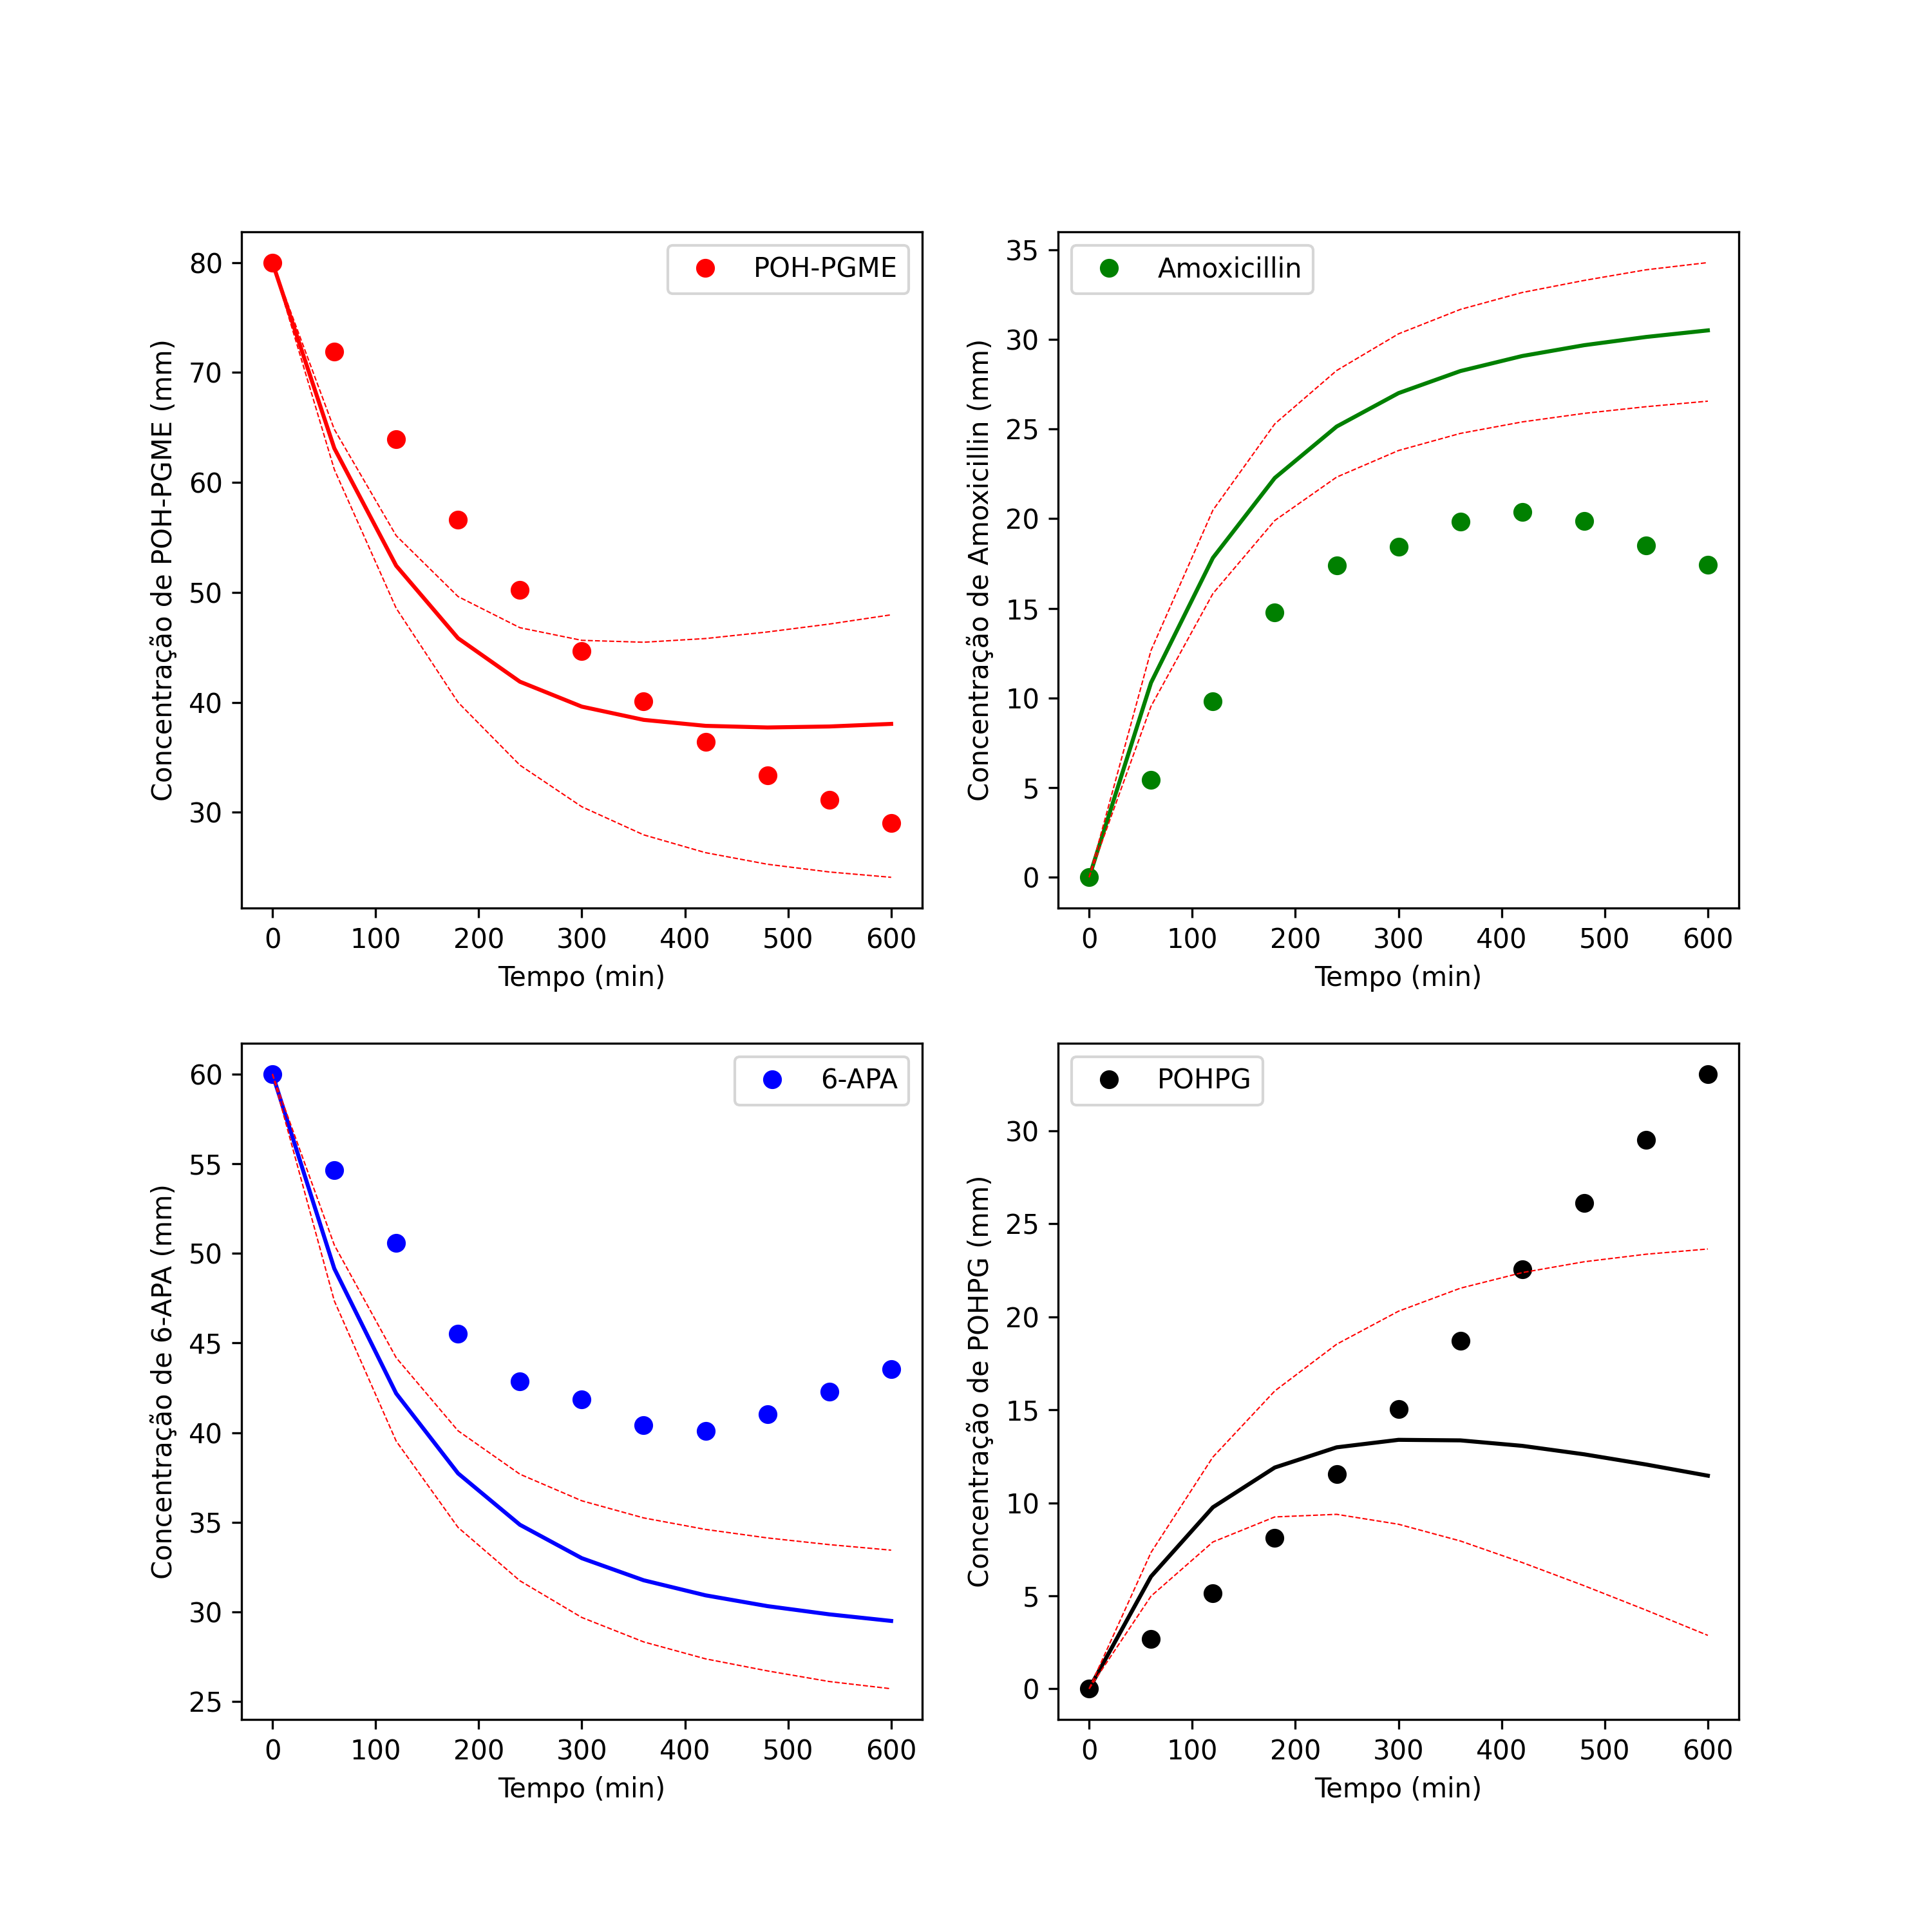 POH-PGME
Concentração de POH-PGME (mm)
80
70
60
50
40
30
0 100 200 300 400 500 600
Tempo (min)
Amoxicillin
Concentração de Amoxicillin (mm)
35
30
25
20
15
10
5
0
0 100 200 300 400 500 600
Tempo (min)
6-APA
Concentração de 6-APA (mm)
60
55
50
45
40
35
30
25
0 100 200 300 400 500 600
Tempo (min)
POHPG
Concentração de POHPG (mm)
30
25
20
15
10
5
0
0 100 200 300 400 500 600
Tempo (min)